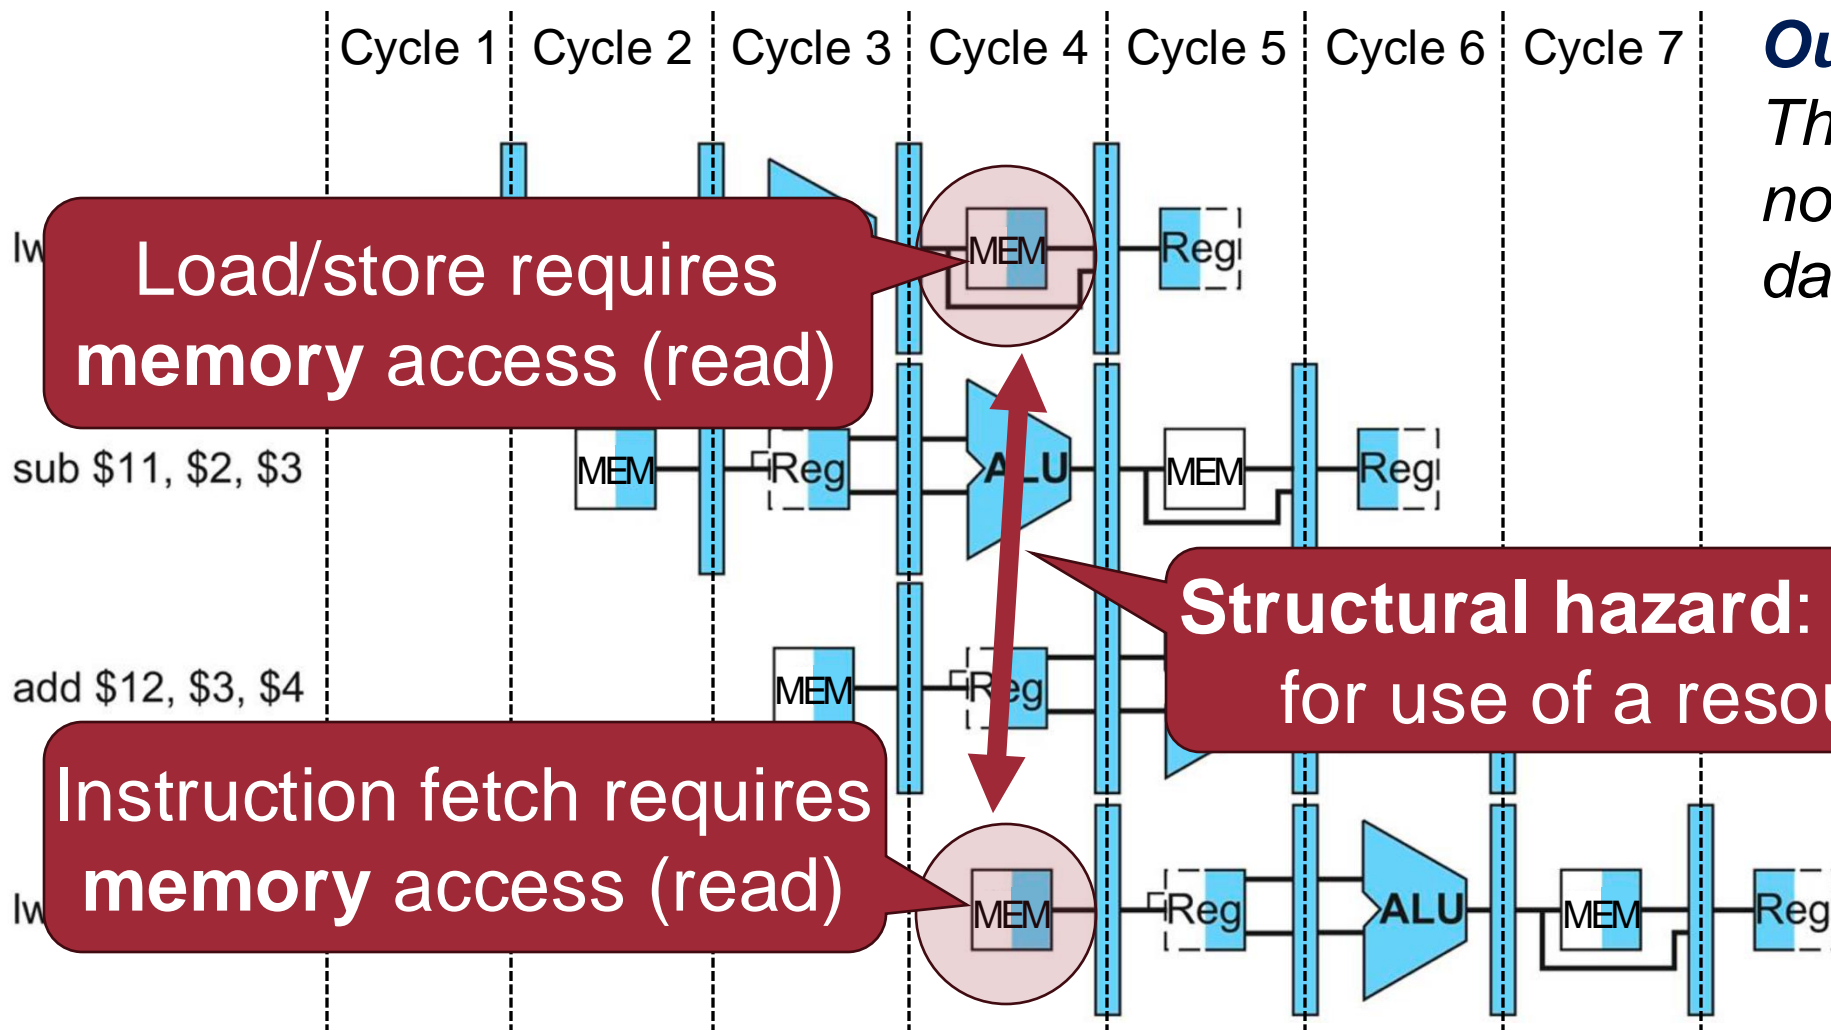 Cycle 1 Cycle 2 Cycle 3 Cycle 4 Cycle 5 Cycle 6 Cycle 7
Load/store requires
memory access (read)
MEM Reg
sub $11, $2, $3 MEM Reg ALU MEM Reg
Structural hazard:
for use of a
add $12, $3, $4 MEM Reg
Instruction fetch requires
memory access (read)
lw MEM Reg ALU MEM Reg